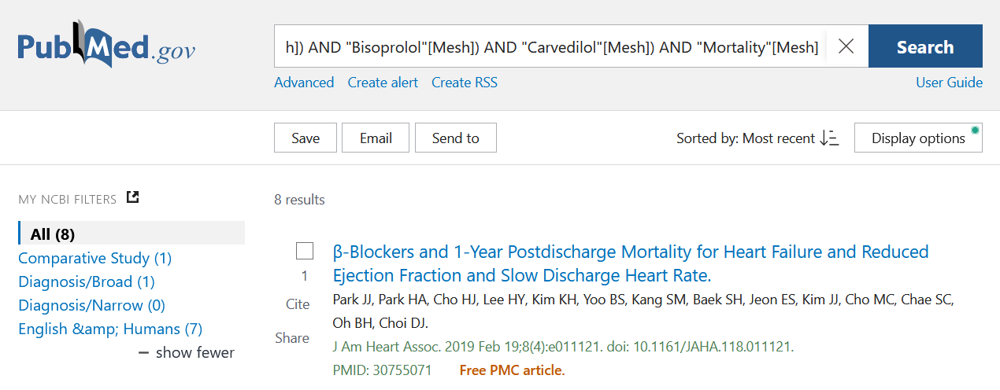 PubMed.gov
h]) AND "Bisoprolol"[Mesh]) AND "Carvedilol"[Mesh]) AND "Mortality"[Mesh]
Search
Advanced Create alert Create RSS User Guide
Save Email Send to Sorted by: Most recent Display options
MY NCBI FILTERS
All (8)
Comparative Study (1)
Diagnosis/Broad (1)
Diagnosis/Narrow (0)
English &amp; Humans (7)
— show fewer
8 results
1
Cite
Share
β-Blockers and 1-Year Postdischarge Mortality for Heart Failure and Reduced
Ejection Fraction and Slow Discharge Heart Rate.
Park JJ, Park HA, Cho HJ, Lee HY, Kim KH, Yoo BS, Kang SM, Baek SH, Jeon ES, Kim JJ, Cho MC, Chae SC,
Oh BH, Choi DJ.
J Am Heart Assoc. 2019 Feb 19;8(4):e011121. doi: 10.1161/JAHA.118.011121.
PMID: 30755071 Free PMC article.